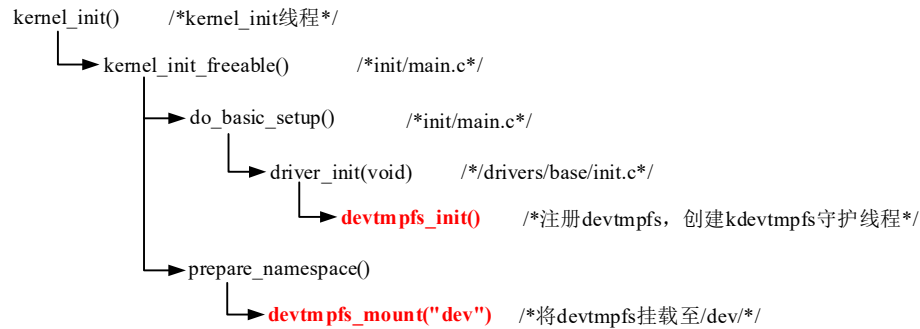 kernel_init() /*kernel_init线程*/
kernel_init_freeable() /*init/main.c*/
do_basic_setup() /*init/main.c*/
driver_init(void) /*/drivers/base/init.c*/
devtmpfs_init() /*注册devtmpfs，创建kdevtmpfs守护线程*/
prepare_namespace()
devtmpfs_mount("dev") /*将devtmpfs挂载至/dev/*/